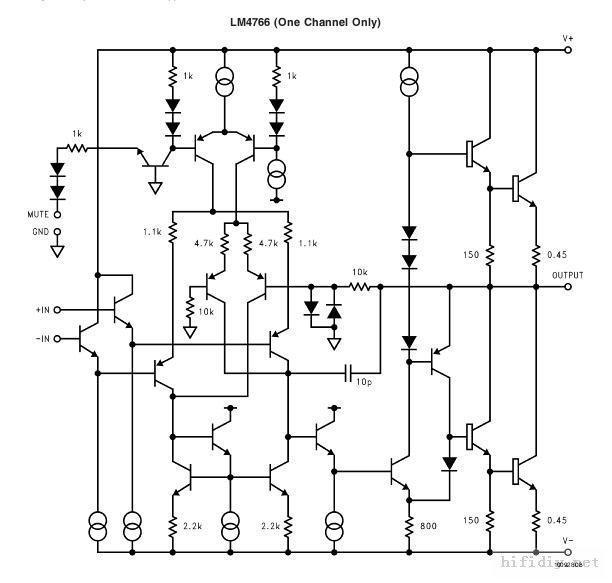 LM4766 (One Channel Only)
V+
1k
1k
1k
MUTE
GND
1.1k
4.7k
4.7k
1.1k
150
0.45
10k
OUTPUT
10k
+IN
-IN
10p
2.2k
2.2k
800
150
0.45
V-
hifidiy.net